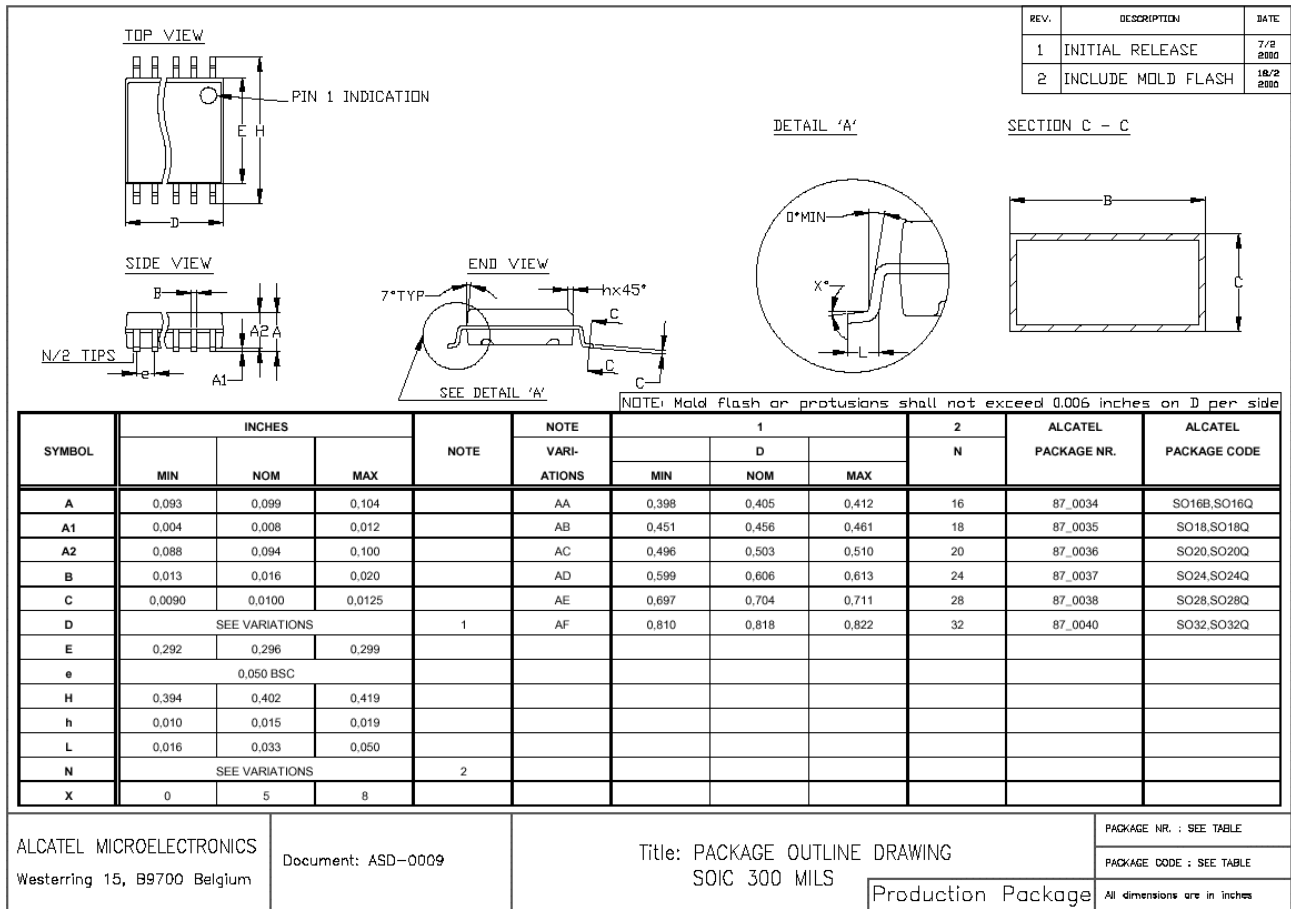 TOP VIEW
PIN 1 INDICATION
E H
D
REV. DESCRIPTION DATE
1 INITIAL RELEASE 7/2 2000
2 INCLUDE MOLD FLASH 18/2 2000
DETAIL 'A'
SECTION C - C
0°MIN
X°
L
B
C
SIDE VIEW
B
A2 A
N/2 TIPS
e
A1
END VIEW
7°TYP
hx45°
C
C
C
SEE DETAIL 'A'
NOTE: Mold flash or protusions shall not exceed 0.006 inches on D per side
SYMBOL INCHES NOTE NOTE 1 2 ALCATEL ALCATEL
VARI- D N PACKAGE NR. PACKAGE CODE
MIN NOM MAX ATIONS MIN NOM MAX
A 0,093 0,099 0,104 AA 0,398 0,405 0,412 16 87_0034 SO16B,SO16Q
A1 0,004 0,008 0,012 AB 0,451 0,456 0,461 18 87_0035 SO18,SO18Q
A2 0,088 0,094 0,100 AC 0,496 0,503 0,510 20 87_0036 SO20,SO20Q
B 0,013 0,016 0,020 AD 0,599 0,606 0,613 24 87_0037 SO24,SO24Q
C 0,0090 0,0100 0,0125 AE 0,697 0,704 0,711 28 87_0038 SO28,SO28Q
D SEE VARIATIONS 1 AF 0,810 0,818 0,822 32 87_0040 SO32,SO32Q
E 0,292 0,296 0,299
e 0,050 BSC
H 0,394 0,402 0,419
h 0,010 0,015 0,019
L 0,016 0,033 0,050
N SEE VARIATIONS 2
X 0 5 8
ALCATEL MICROELECTRONICS
Westerring 15, B9700 Belgium
Document: ASD-0009
Title: PACKAGE OUTLINE DRAWING
SOIC 300 MILS
Production Package
PACKAGE NR. : SEE TABLE
PACKAGE CODE : SEE TABLE
All dimensions are in inches